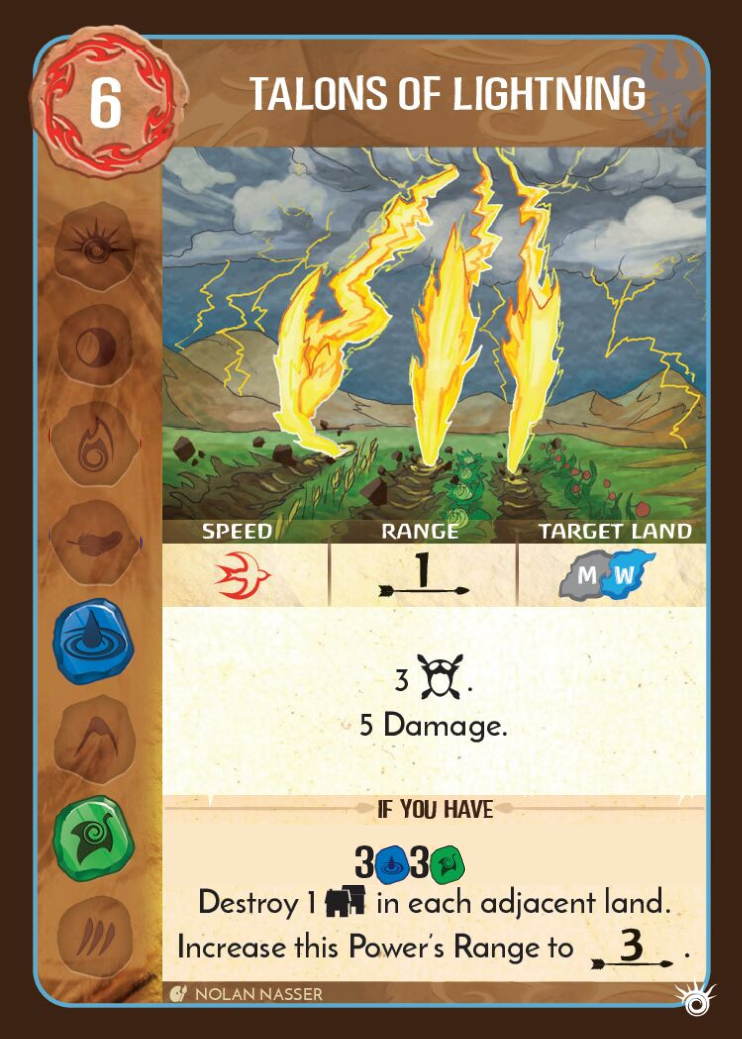 6
TALONS OF LIGHTNING
SPEED RANGE TARGET LAND
1 M W
3 .
5 Damage.
IF YOU HAVE
3 3
Destroy 1 in each adjacent land.
Increase this Power's Range to 3 .
NOLAN NASSER